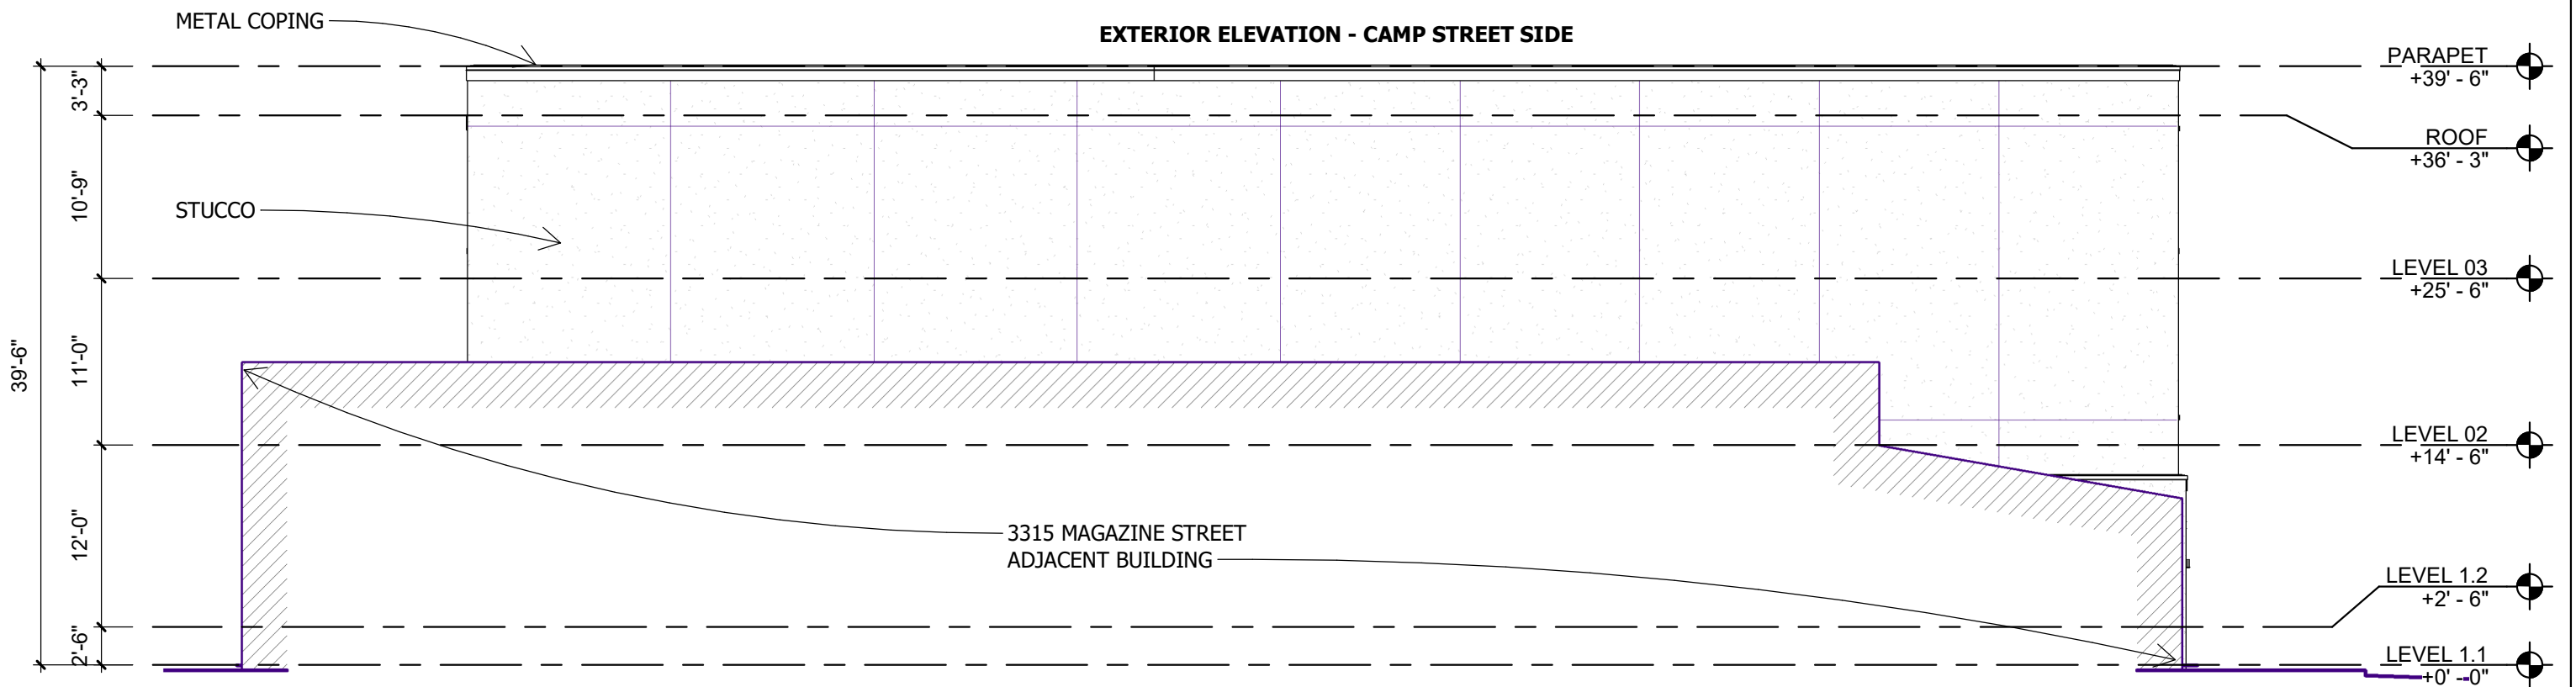 METAL COPING
EXTERIOR ELEVATION - CAMP STREET SIDE
PARAPET
+39' - 6"
3'-3"
ROOF
+36' - 3"
10'-9"
STUCCO
LEVEL 03
+25' - 6"
39'-6"
11'-0"
LEVEL 02
+14' - 6"
12'-0"
3315 MAGAZINE STREET
ADJACENT BUILDING
LEVEL 1.2
+2' - 6"
2'-6"
LEVEL 1.1
+0' - 0"